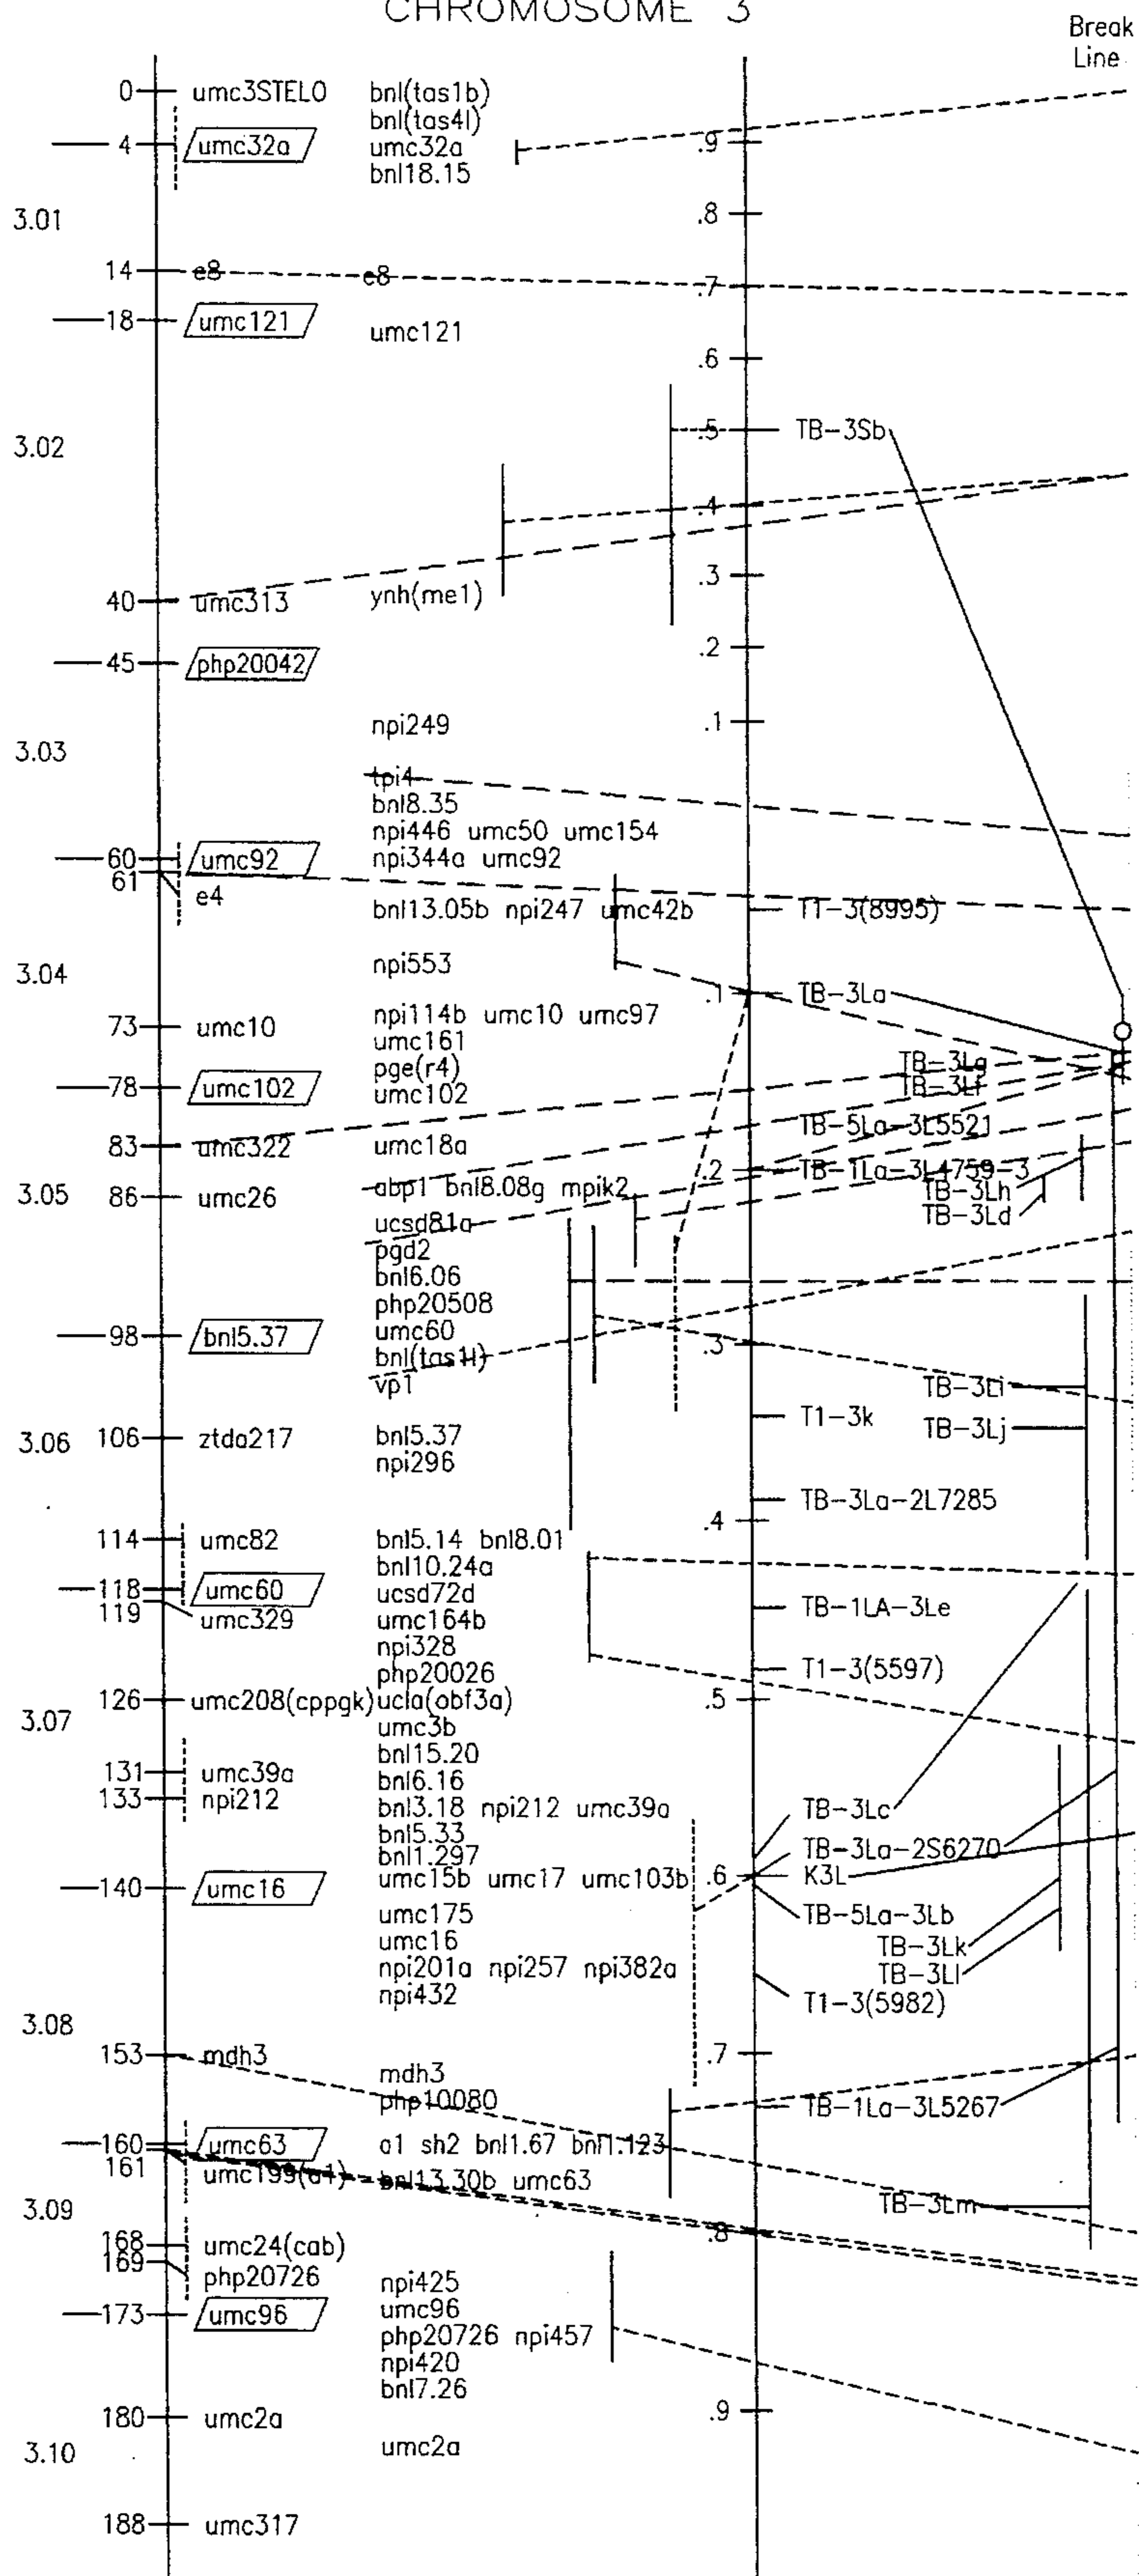 CHROMOSOME 3
Break
Line
0 umc3STELO bnl(tas1b)
bnl(tas4l)
4 umc32a umc32a .9
bnl18.15
3.01 .8
14 e8 e8 .7
18 umc121 umc121
.6
3.02 .5 TB-3Sb
.4
.3
40 umc313 ynh(me1)
.2
45 php20042
npi249 .1
3.03
tpi4
bnl8.35
npi446 umc50 umc154
60 umc92 npi344a umc92
61 e4
bnl13.05b npi247 umc42b T1-3(8995)
3.04 npi553
.1 TB-3La
73 umc10 npi114b umc10 umc97
umc161
pge(r4) TB-3Lg
78 umc102 umc102 TB-3Lf
TB-5La-3L5521
83 umc322 umc18a
.2 TB-1La-3L4759-3
3.05 86 umc26 abp1 bnl8.08g mpik2 TB-3Lh
ucsd81a TB-3Ld
pgd2
bnl6.06
php20508
98 bnl5.37 umc60 .3
bnl(tas1l)
vp1 TB-3Li
T1-3k
3.06 106 ztda217 bnl5.37 TB-3Lj
npi296
TB-3La-2L7285
.4
114 umc82 bnl5.14 bnl8.01
bnl10.24a
118 umc60 ucsd72d
119 umc329 umc164b TB-1LA-3Le
npi328
php20026 T1-3(5597)
126 umc208(cppgk) ucla(obf3a) .5
3.07 umc3b
bnl15.20
131 umc39a bnl6.16
133 npi212 bnl3.18 npi212 umc39a TB-3Lc
bnl5.33
bnl1.297 TB-3La-2S6270
140 umc16 umc15b umc17 umc103b .6 K3L
umc175 TB-5La-3Lb
umc16 TB-3Lk
npi201a npi257 npi382a TB-3Ll
npi432 T1-3(5982)
3.08
153 mdh3 .7
mdh3
php10080 TB-1La-3L5267
160 umc63 a1 sh2 bnl1.67 bnl1.123
161 umc199(a1) bnl13.30b umc63
3.09 TB-3Lm
168 umc24(cab) .8
169 php20726 npi425
173 umc96 umc96
php20726 npi457
npi420
bnl7.26
180 umc2a .9
3.10 umc2a
188 umc317